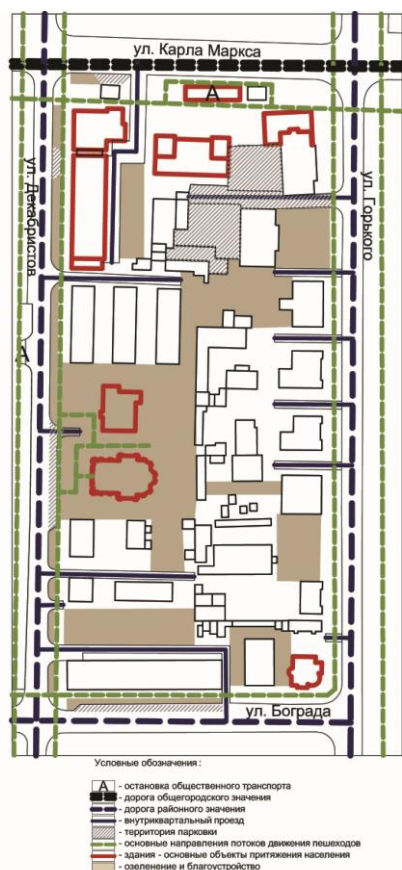 ул. Карла Маркса
А
ул. Декабристов
ул. Горького
А
ул. Бограда
Условные обозначения :
А - остановка общественного транспорта
- дорога общегородского значения
- дорога районного значения
- внутриквартальный проезд
- территория парковки
- основные направления потоков движения пешеходов
- здания - основные объекты притяжения населения
- озеленение и благоустройство